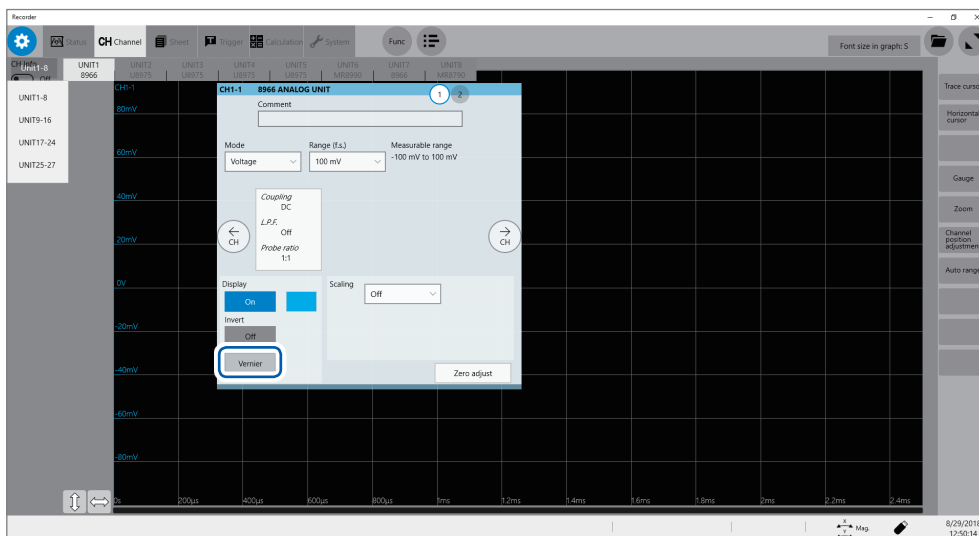 Recorder
Status CH Channel Sheet Trigger Calculation System Func Font size in graph: S
CH Info Unit1-8 UNIT1 UNIT2 UNIT3 UNIT4 UNIT5 UNIT6 UNIT7 UNIT8
Off 8966 U8975 U8975 U8975 U8975 MR8990 8966 MR8790
UNIT1-8
UNIT9-16
UNIT17-24
UNIT25-27
CH1-1
80mV
60mV
40mV
20mV
0V
-20mV
-40mV
-60mV
-80mV
0s 200µs 400µs 600µs 800µs 1ms 1.2ms 1.4ms 1.6ms 1.8ms 2ms 2.2ms 2.4ms
CH1-1 8966 ANALOG UNIT 1 2
Comment
Mode Range (f.s.) Measurable range
Voltage 100 mV -100 mV to 100 mV
Coupling
DC
L.P.F.
Off
Probe ratio
1:1
CH CH
Display Scaling
On Off
Invert
Off
Vernier
Zero adjust
Trace curso
Horizonta
cursor
Gauge
Zoom
Channel
position
adjustmen
Auto range
X
Y
Mag.
8/29/2018
12:50:14